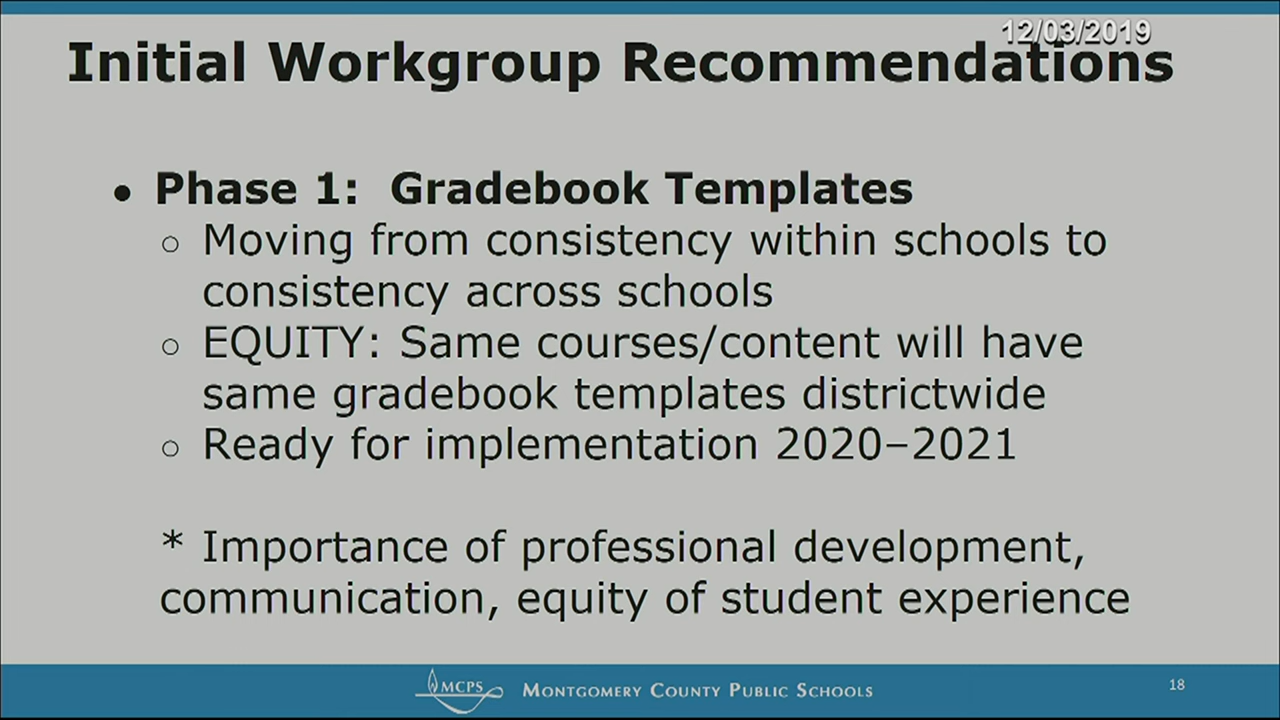 12/03/2019
Initial Workgroup Recommendations
● Phase 1: Gradebook Templates
○ Moving from consistency within schools to
consistency across schools
○ EQUITY: Same courses/content will have
same gradebook templates districtwide
○ Ready for implementation 2020–2021
* Importance of professional development,
communication, equity of student experience
MCPS MONTGOMERY COUNTY PUBLIC SCHOOLS
18